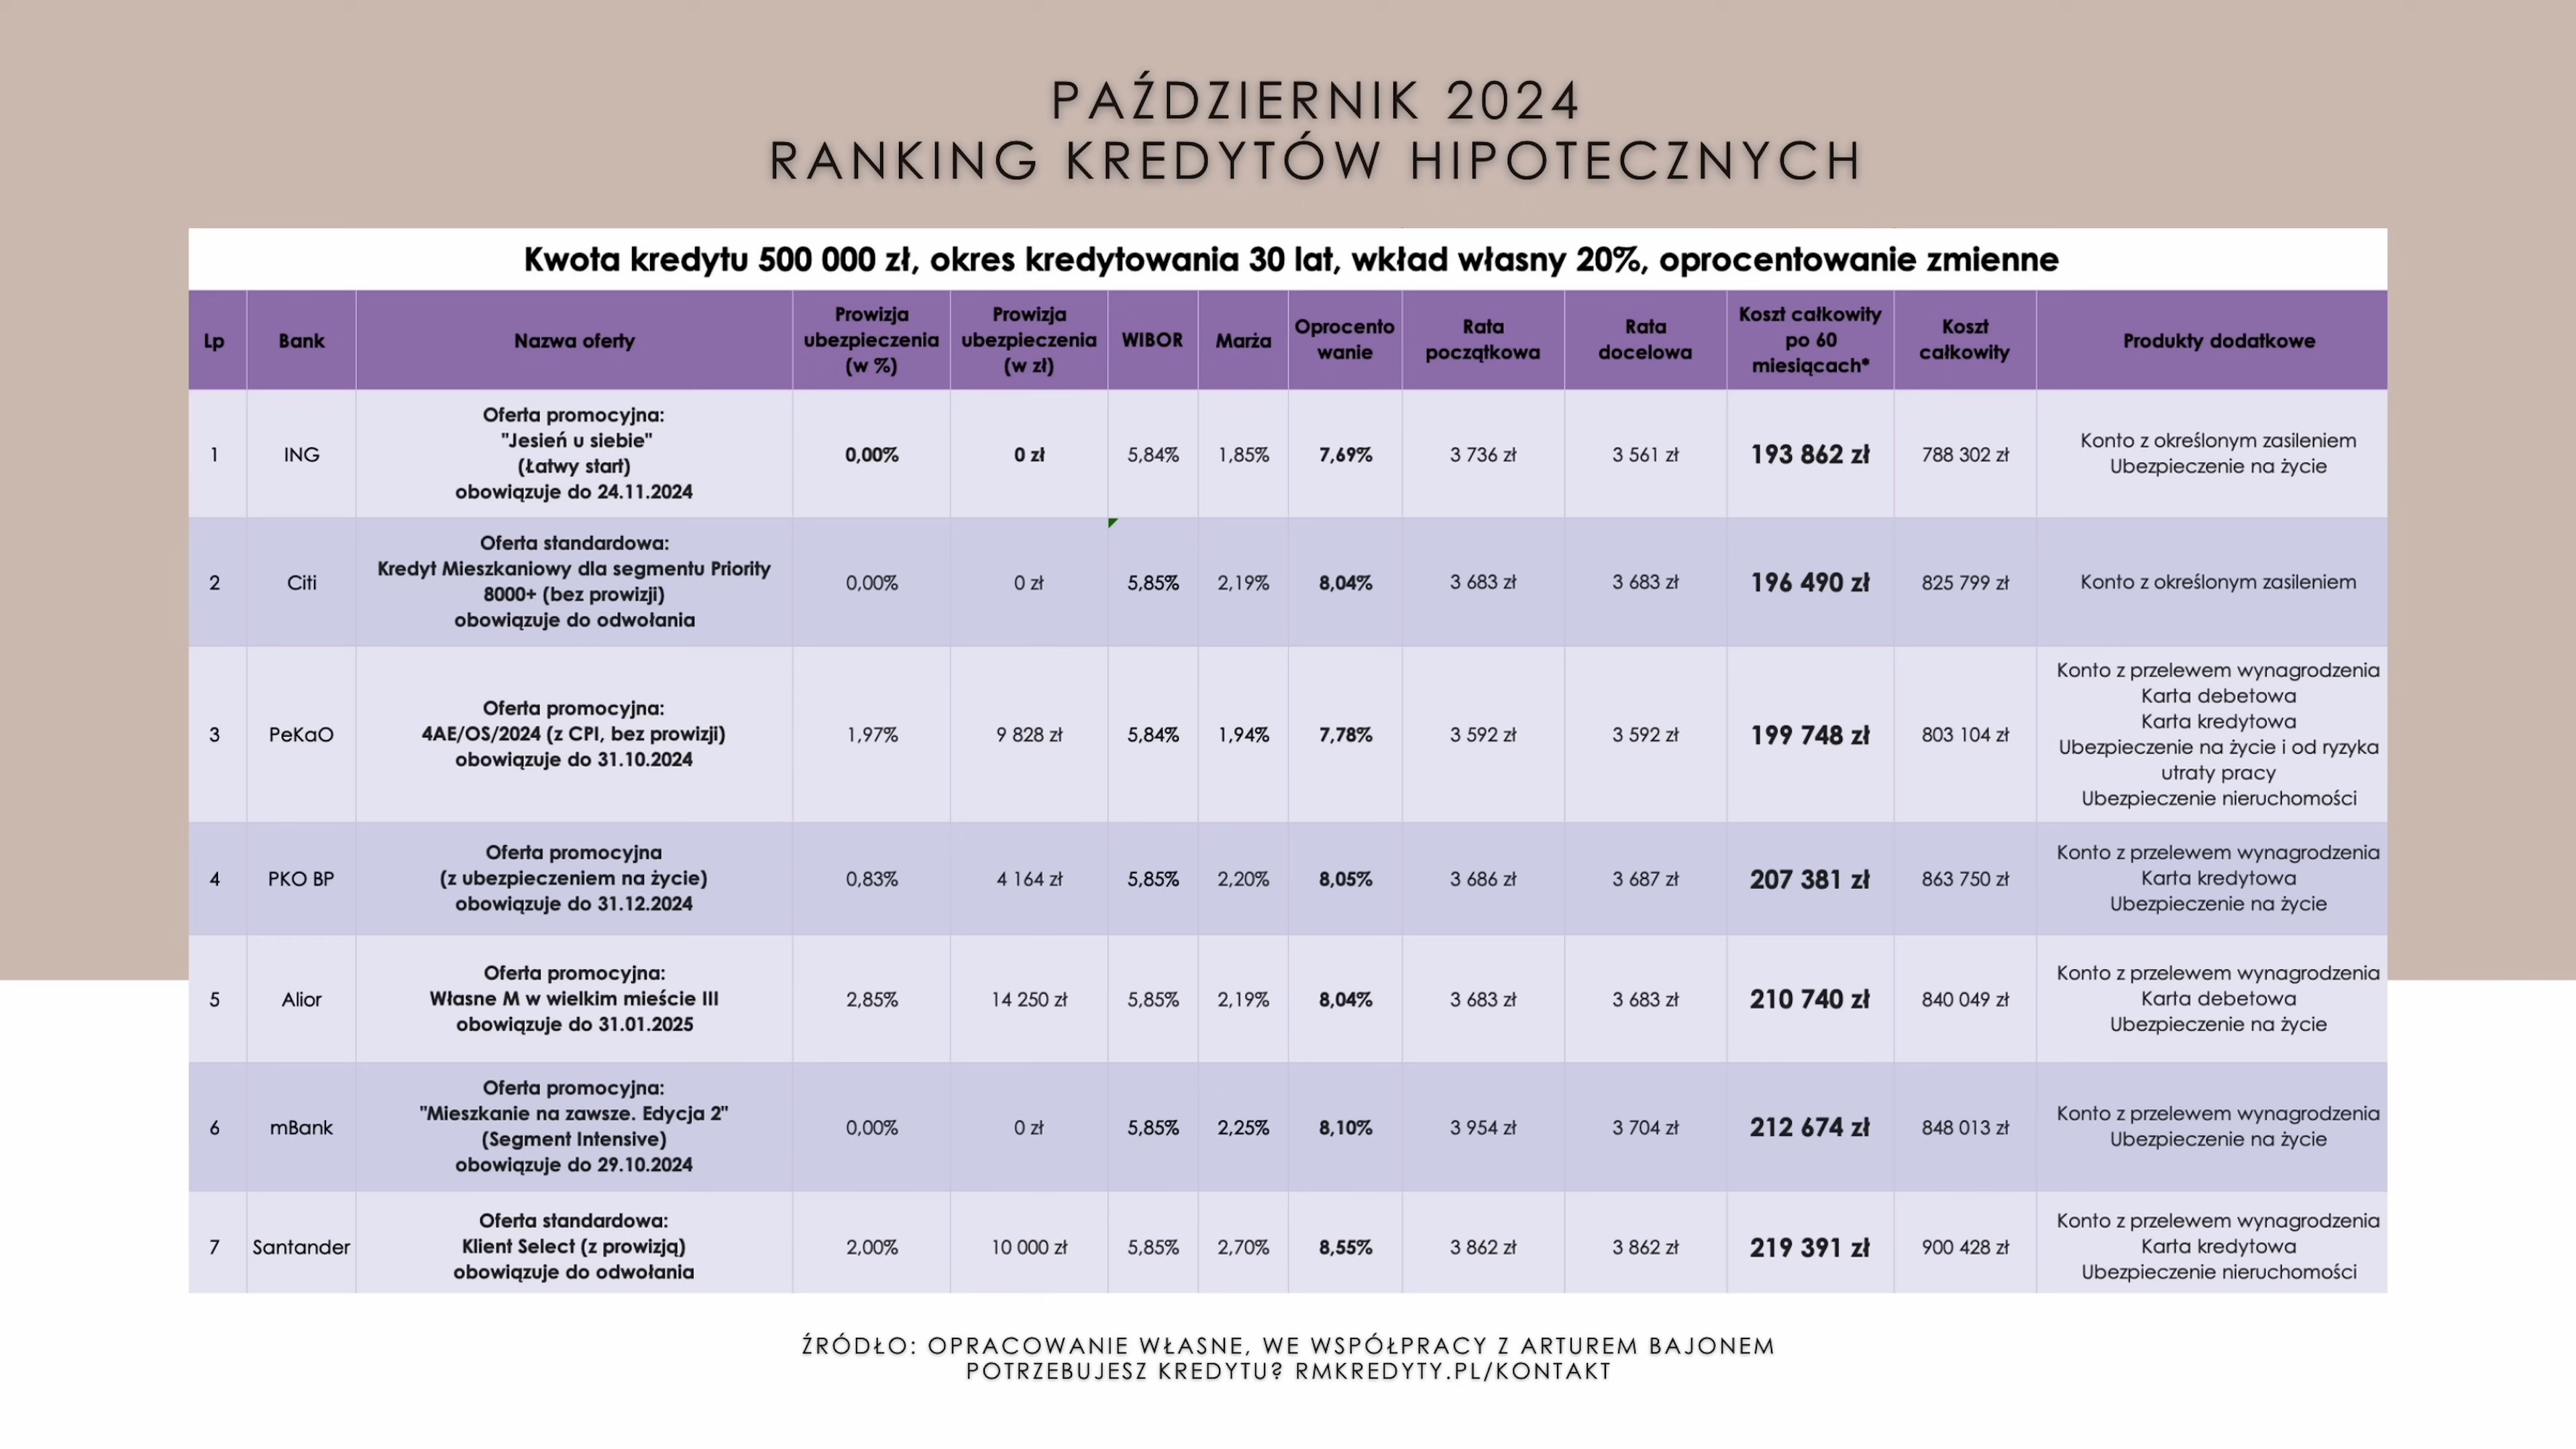 PAŹDZIERNIK 2024
RANKING KREDYTÓW HIPOTECZNYCH
Kwota kredytu 500 000 zł, okres kredytowania 30 lat, wkład własny 20%, oprocentowanie zmienne
Lp
Bank
Nazwa oferty
Prowizja
ubezpieczenia
(w %)
Prowizja
ubezpieczenia
(w zł)
WIBOR
Marża
Oprocento
wanie
Rata
początkowa
Rata
docelowa
Koszt całkowity
po 60
miesiącach*
Koszt
całkowity
Produkty dodatkowe
1
ING
Oferta promocyjna:
"Jesień u siebie"
(Łatwy start)
obowiązuje do 24.11.2024
0,00%
0 zł
5,84%
1,85%
7,69%
3 736 zł
3 561 zł
193 862 zł
788 302 zł
Konto z określonym zasileniem
Ubezpieczenie na życie
2
Citi
Oferta standardowa:
Kredyt Mieszkaniowy dla segmentu Priority
8000+ (bez prowizji)
obowiązuje do odwołania
0,00%
0 zł
5,85%
2,19%
8,04%
3 683 zł
3 683 zł
196 490 zł
825 799 zł
Konto z określonym zasileniem
3
PeKaO
Oferta promocyjna:
4AE/OS/2024 (z CPI, bez prowizji)
obowiązuje do 31.10.2024
1,97%
9 828 zł
5,84%
1,94%
7,78%
3 592 zł
3 592 zł
199 748 zł
803 104 zł
Konto z przelewem wynagrodzenia
Karta debetowa
Karta kredytowa
Ubezpieczenie na życie i od ryzyka
utraty pracy
Ubezpieczenie nieruchomości
4
PKO BP
Oferta promocyjna
(z ubezpieczeniem na życie)
obowiązuje do 31.12.2024
0,83%
4 164 zł
5,85%
2,20%
8,05%
3 686 zł
3 687 zł
207 381 zł
863 750 zł
Konto z przelewem wynagrodzenia
Karta kredytowa
Ubezpieczenie na życie
5
Alior
Oferta promocyjna:
Własne M w wielkim mieście III
obowiązuje do 31.01.2025
2,85%
14 250 zł
5,85%
2,19%
8,04%
3 683 zł
3 683 zł
210 740 zł
840 049 zł
Konto z przelewem wynagrodzenia
Karta debetowa
Ubezpieczenie na życie
6
mBank
Oferta promocyjna:
"Mieszkanie na zawsze. Edycja 2"
(Segment Intensive)
obowiązuje do 29.10.2024
0,00%
0 zł
5,85%
2,25%
8,10%
3 954 zł
3 704 zł
212 674 zł
848 013 zł
Konto z przelewem wynagrodzenia
Ubezpieczenie na życie
7
Santander
Oferta standardowa:
Klient Select (z prowizją)
obowiązuje do odwołania
2,00%
10 000 zł
5,85%
2,70%
8,55%
3 862 zł
3 862 zł
219 391 zł
900 428 zł
Konto z przelewem wynagrodzenia
Karta kredytowa
Ubezpieczenie nieruchomości
ŹRÓDŁO: OPRACOWANIE WŁASNE, WE WSPÓŁPRACY Z ARTUREM BAJONEM
POTRZEBUJESZ KREDYTU? RMKREDYTY.PL/KONTAKT